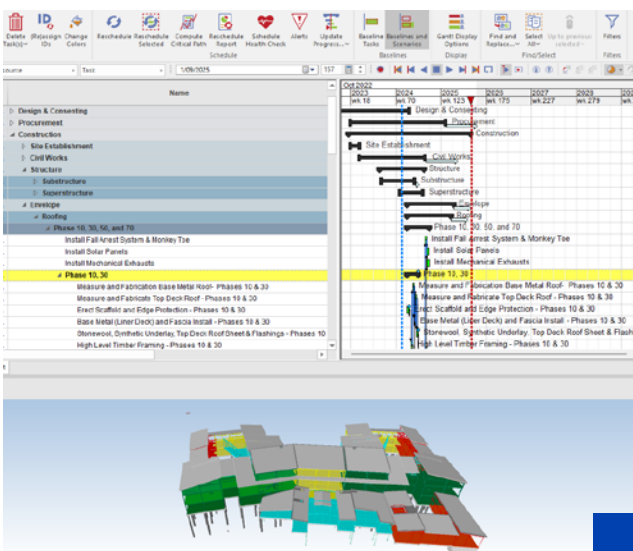 Delete Task(s)
(Re)assign IDs
Change Colors
Reschedule
Reschedule Selected
Compute Critical Path
Reschedule Report
Schedule Health Check
Alerts
Update Progress...
Baseline Tasks
Baselines and Scenarios
Gantt Display Options
Find and Replace...
Select All
Up to previous selected
Filters
Schedule
Baselines
Display
Find/Select
Filters
source
Text
1/09/2025
157
Name
Oct 2022
2023 2024 2025 2026 2027 2028
wk 18 wk 70 wk 123 wk 175 wk 227 wk 279 wk
Design & Consenting
Procurement
Construction
Site Establishment
Civil Works
Structure
Substructure
Superstructure
Envelope
Roofing
Phase 10, 30, 50, and 70
Install Fall Arrest System & Monkey Toe
Install Solar Panels
Install Mechanical Exhausts
Phase 10, 30
Measure and Fabrication Base Metal Roof- Phases 10 & 30
Measure and Fabricate Top Deck Roof - Phases 10 & 30
Erect Scaffold and Edge Protection - Phases 10 & 30
Base Metal (Liner Deck) and Fascia Install - Phases 10 & 30
Stonewool, Synthetic Underlay, Top Deck Roof Sheet & Flashings - Phases 10
High Level Timber Framing - Phases 10 & 30
Design & Consenting
Procurement
Construction
Site Establishment
Civil Works
Structure
Substructure
Superstructure
Envelope
Roofing
Phase 10, 30, 50, and 70
Install Fall Arrest System & Monkey Toe
Install Solar Panels
Install Mechanical Exhausts
Phase 10, 30
Measure and Fabrication Base Metal Roof- Phases 10 & 30
Measure and Fabricate Top Deck Roof - Phases 10 & 30
Erect Scaffold and Edge Protection - Phases 10 & 30
Base Metal (Liner Deck) and Fascia Install - Phases 10 & 30
Stonewool, Synthetic Underlay, Top Deck Roof Sheet & Flash
High Level Timber Framing - Phases 10 & 30